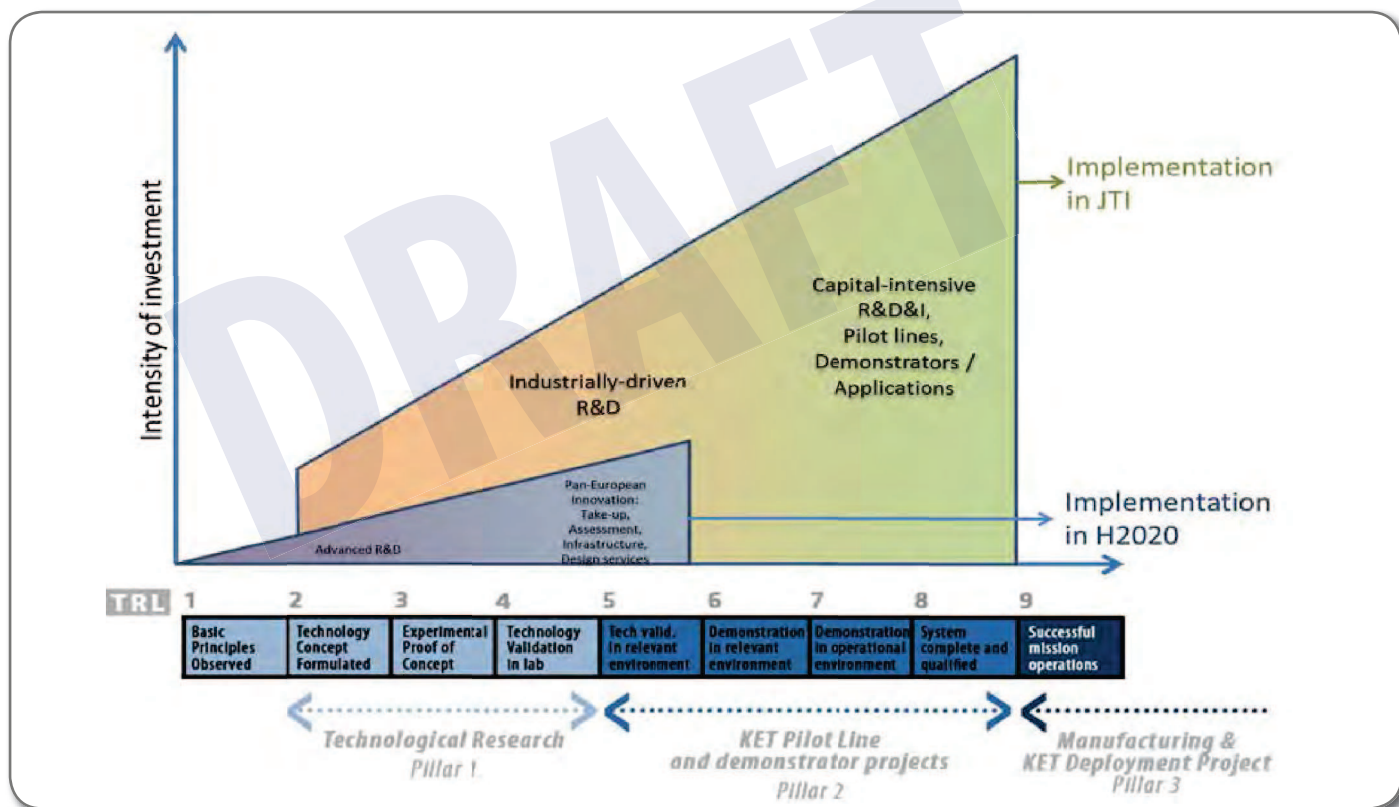 DRAFT
Intensity of investment
Implementation
in JTI
Capital-intensive
R&D&I,
Pilot lines,
Demonstrators /
Applications
Industrially-driven
R&D
Pan-European
Innovation:
Take-up,
Assessment,
Infrastructure,
Design services
Advanced R&D
Implementation
in H2020
TRL 1 2 3 4 5 6 7 8 9
Basic
Principles
Observed
Technology
Concept
Formulated
Experimental
Proof of
Concept
Technology
Validation
in lab
Tech valid.
in relevant
environment
Demonstration
in relevant
environment
Demonstration
in operational
environment
System
complete and
qualified
Successful
mission
operations
Technological Research
Pillar 1
KET Pilot Line
and demonstrator projects
Pillar 2
Manufacturing &
KET Deployment Project
Pillar 3